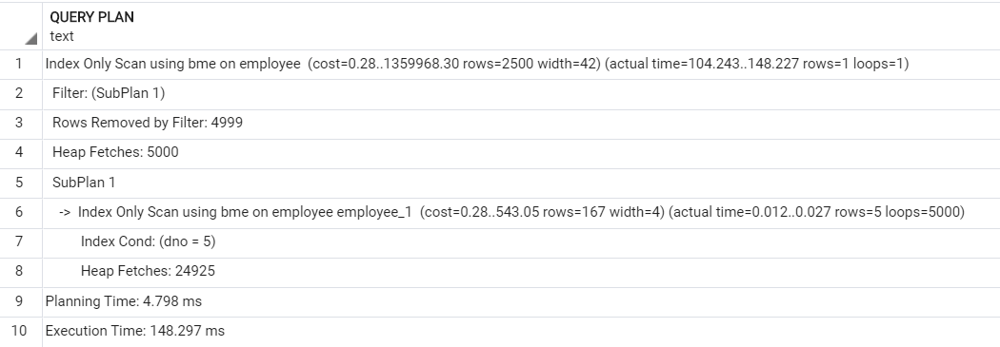 QUERY PLAN
text
1 Index Only Scan using bme on employee (cost=0.28..1359968.30 rows=2500 width=42) (actual time=104.243..148.227 rows=1 loops=1)
2 Filter: (SubPlan 1)
3 Rows Removed by Filter: 4999
4 Heap Fetches: 5000
5 SubPlan 1
6 -> Index Only Scan using bme on employee employee_1 (cost=0.28..543.05 rows=167 width=4) (actual time=0.012..0.027 rows=5 loops=5000)
7 Index Cond: (dno = 5)
8 Heap Fetches: 24925
9 Planning Time: 4.798 ms
10 Execution Time: 148.297 ms